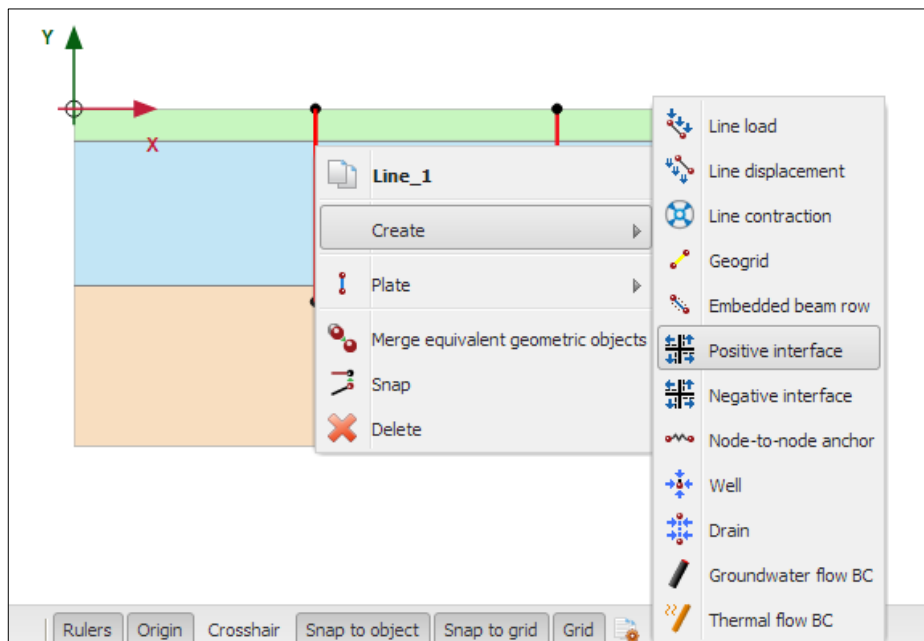 Y
X
Line_1
Create
Plate
Merge equivalent geometric objects
Snap
Delete
Line load
Line displacement
Line contraction
Geogrid
Embedded beam row
Positive interface
Negative interface
Node-to-node anchor
Well
Drain
Groundwater flow BC
Thermal flow BC
Rulers Origin Crosshair Snap to object Snap to grid Grid